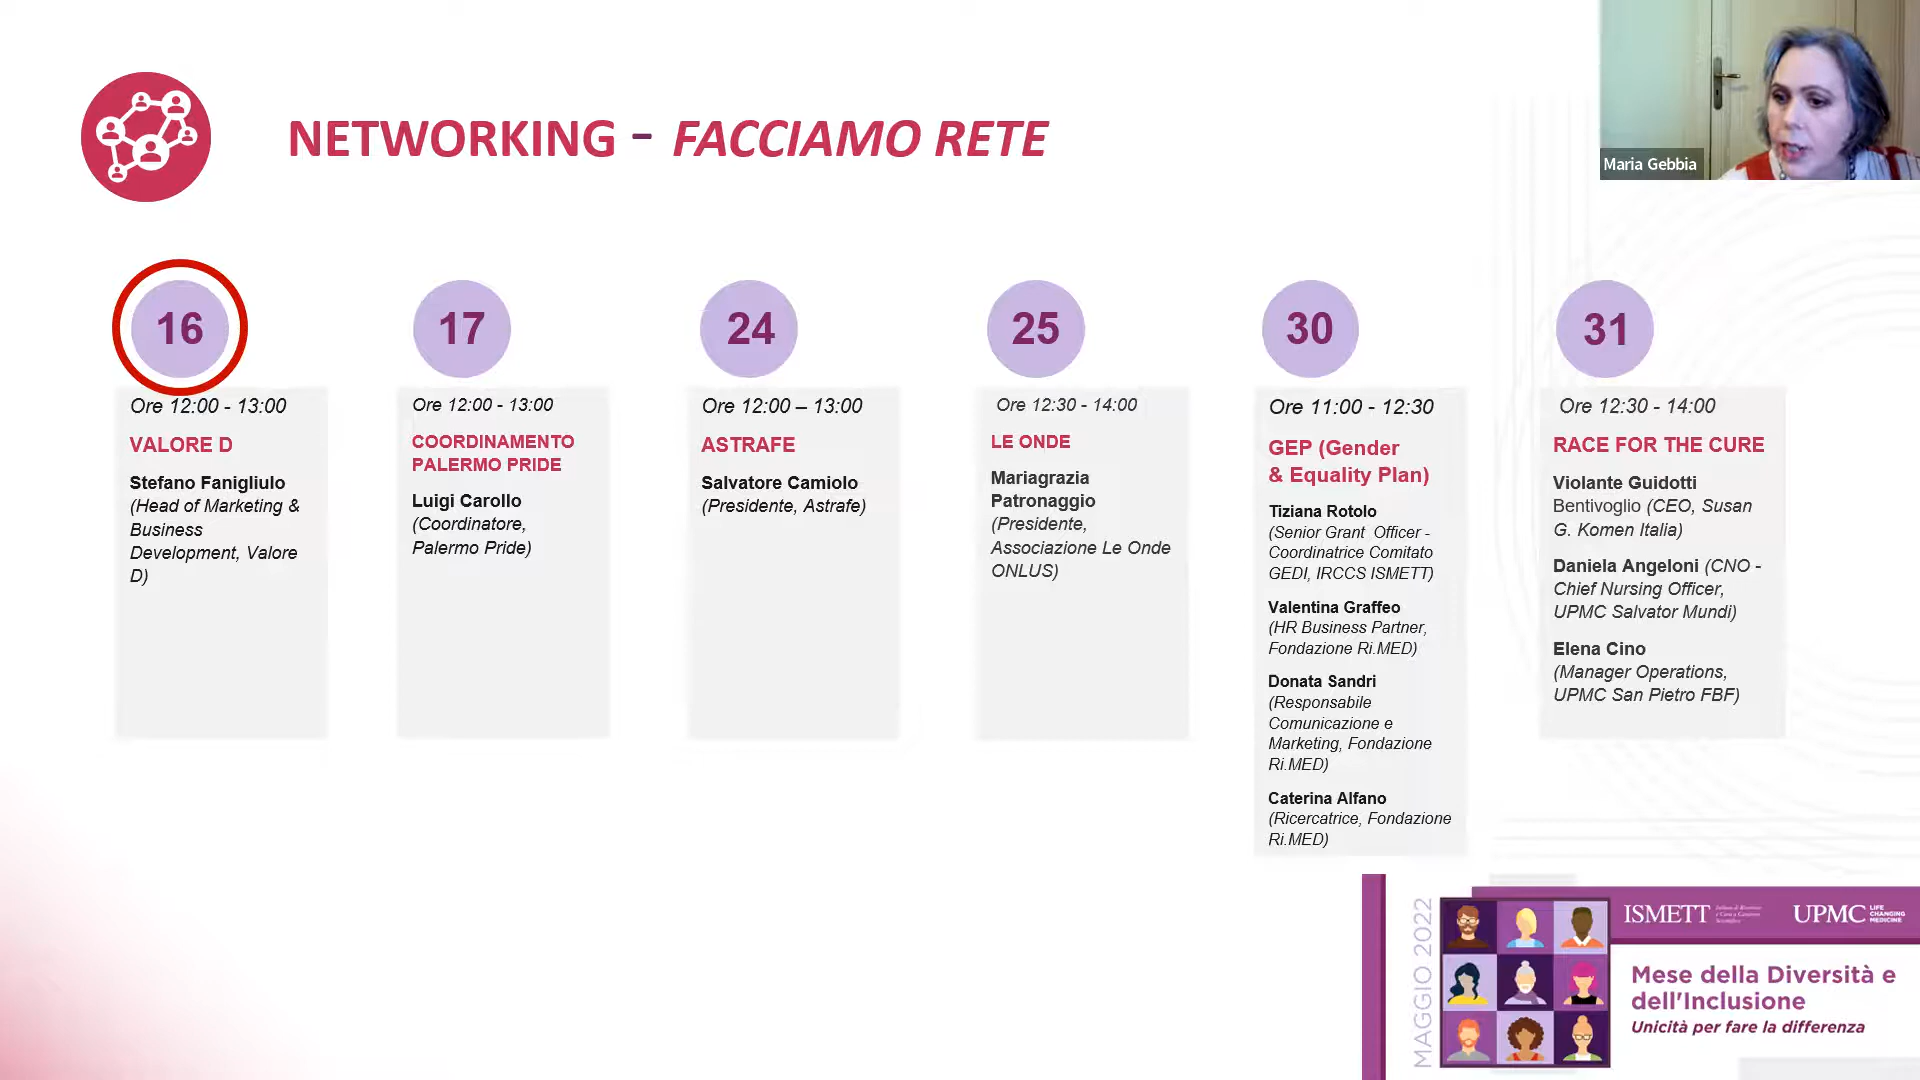 NETWORKING - FACCIAMO RETE
Maria Gebbia
16
Ore 12:00 - 13:00
VALORE D
Stefano Fanigliulo
(Head of Marketing &
Business
Development, Valore
D)
17
Ore 12:00 - 13:00
COORDINAMENTO
PALERMO PRIDE
Luigi Carollo
(Coordinatore,
Palermo Pride)
24
Ore 12:00 – 13:00
ASTRAFE
Salvatore Camiolo
(Presidente, Astrafe)
25
Ore 12:30 - 14:00
LE ONDE
Mariagrazia
Patronaggio
(Presidente,
Associazione Le Onde
ONLUS)
30
Ore 11:00 - 12:30
GEP (Gender
& Equality Plan)
Tiziana Rotolo
(Senior Grant Officer -
Coordinatrice Comitato
GEDI, IRCCS ISMETT)
Valentina Graffeo
(HR Business Partner,
Fondazione Ri.MED)
Donata Sandri
(Responsabile
Comunicazione e
Marketing, Fondazione
Ri.MED)
Caterina Alfano
(Ricercatrice, Fondazione
Ri.MED)
31
Ore 12:30 - 14:00
RACE FOR THE CURE
Violante Guidotti
Bentivoglio (CEO, Susan
G. Komen Italia)
Daniela Angeloni (CNO -
Chief Nursing Officer,
UPMC Salvator Mundi)
Elena Cino
(Manager Operations,
UPMC San Pietro FBF)
MAGGIO 2022
ISMETT
UPMC LIFE
CHANGING
MEDICINE
Mese della Diversità e
dell'Inclusione
Unicità per fare la differenza